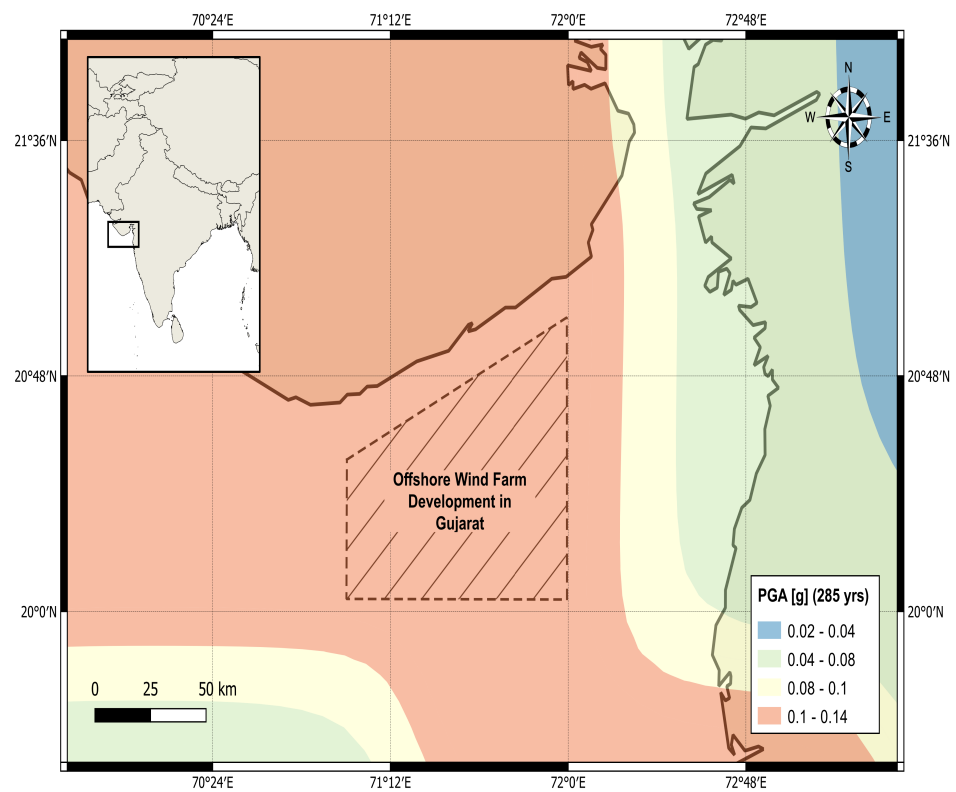 70°24′E 71°12′E 72°0′E 72°48′E
N
W E
S
21°36′N 21°36′N
20°48′N 20°48′N
Offshore Wind Farm
Development in
Gujarat
20°0′N 20°0′N
PGA [g] (285 yrs)
0.02 - 0.04
0.04 - 0.08
0.08 - 0.1
0.1 - 0.14
0 25 50 km
70°24′E 71°12′E 72°0′E 72°48′E